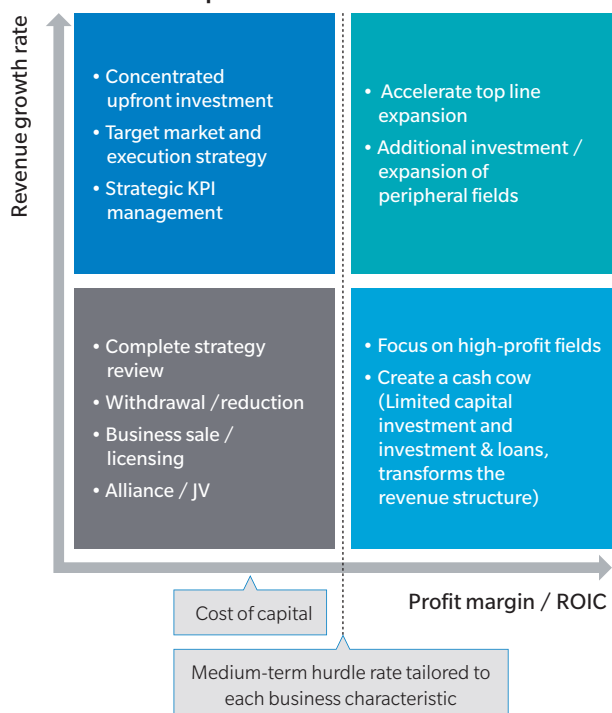 Revenue growth rate
• Concentrated
upfront investment
• Target market and
execution strategy
• Strategic KPI
management
• Accelerate top line
expansion
• Additional investment /
expansion of
peripheral fields
• Complete strategy
review
• Withdrawal /reduction
• Business sale /
licensing
• Alliance / JV
• Focus on high-profit fields
• Create a cash cow
(Limited capital
investment and
investment & loans,
transforms the
revenue structure)
Cost of capital
Profit margin / ROIC
Medium-term hurdle rate tailored to
each business characteristic